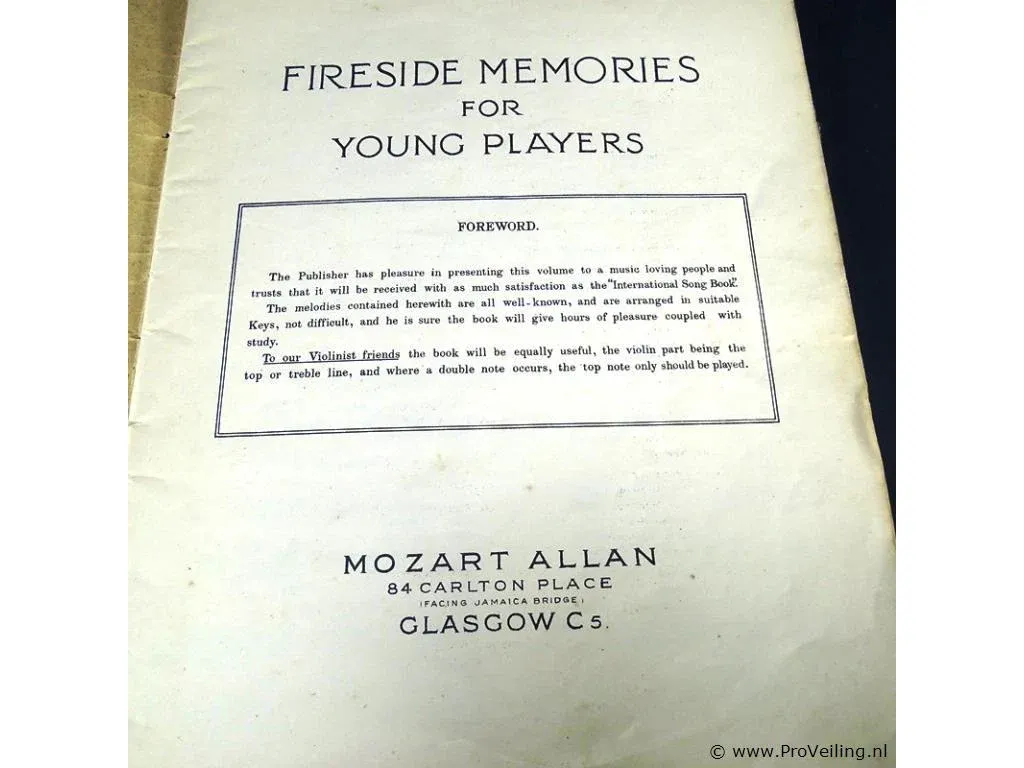 FIRESIDE MEMORIES
FOR
YOUNG PLAYERS
FOREWORD.
The Publisher has pleasure in presenting this volume to a music loving people and
trusts that it will be received with as much satisfaction as the "International Song Book".
The melodies contained herewith are all well-known, and are arranged in suitable
Keys, not difficult, and he is sure the book will give hours of pleasure coupled with
study.
To our Violinist friends the book will be equally useful, the violin part being the
top or treble line, and where a double note occurs, the top note only should be played.
MOZART ALLAN
84 CARLTON PLACE
(FACING JAMAICA BRIDGE)
GLASGOW C5.
© www.ProVeiling.nl